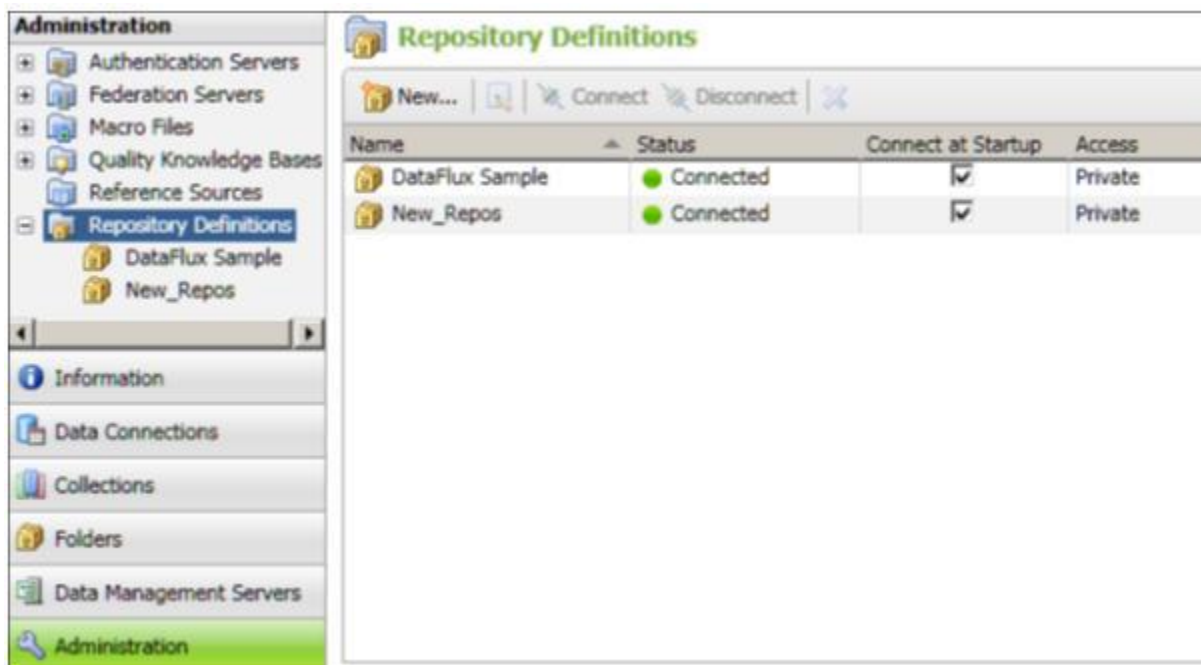 Administration
Authentication Servers
Federation Servers
Macro Files
Quality Knowledge Bases
Reference Sources
Repository Definitions
DataFlux Sample
New_Repos
Information
Data Connections
Collections
Folders
Data Management Servers
Administration
Repository Definitions
New... Connect Disconnect
Name Status Connect at Startup Access
DataFlux Sample Connected Private
New_Repos Connected Private